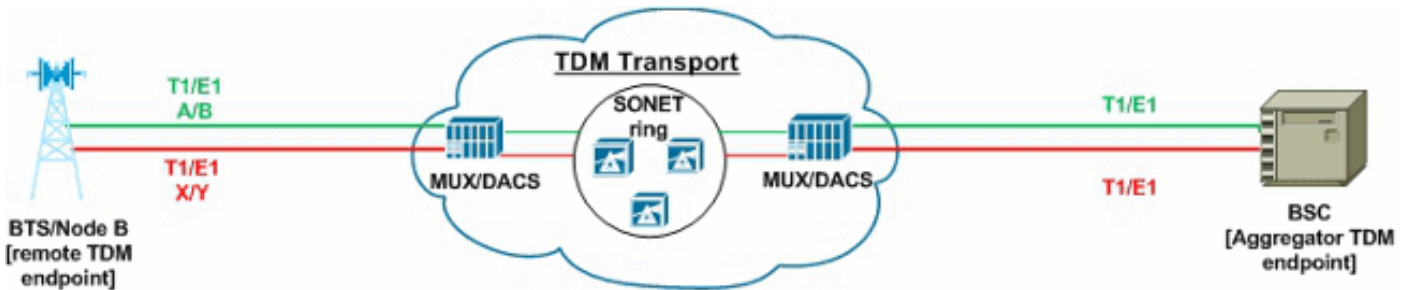 TDM Transport
T1/E1
A/B
SONET
ring
T1/E1
T1/E1
X/Y
MUX/DACS
MUX/DACS
T1/E1
BTS/Node B
[remote TDM
endpoint]
BSC
[Aggregator TDM
endpoint]